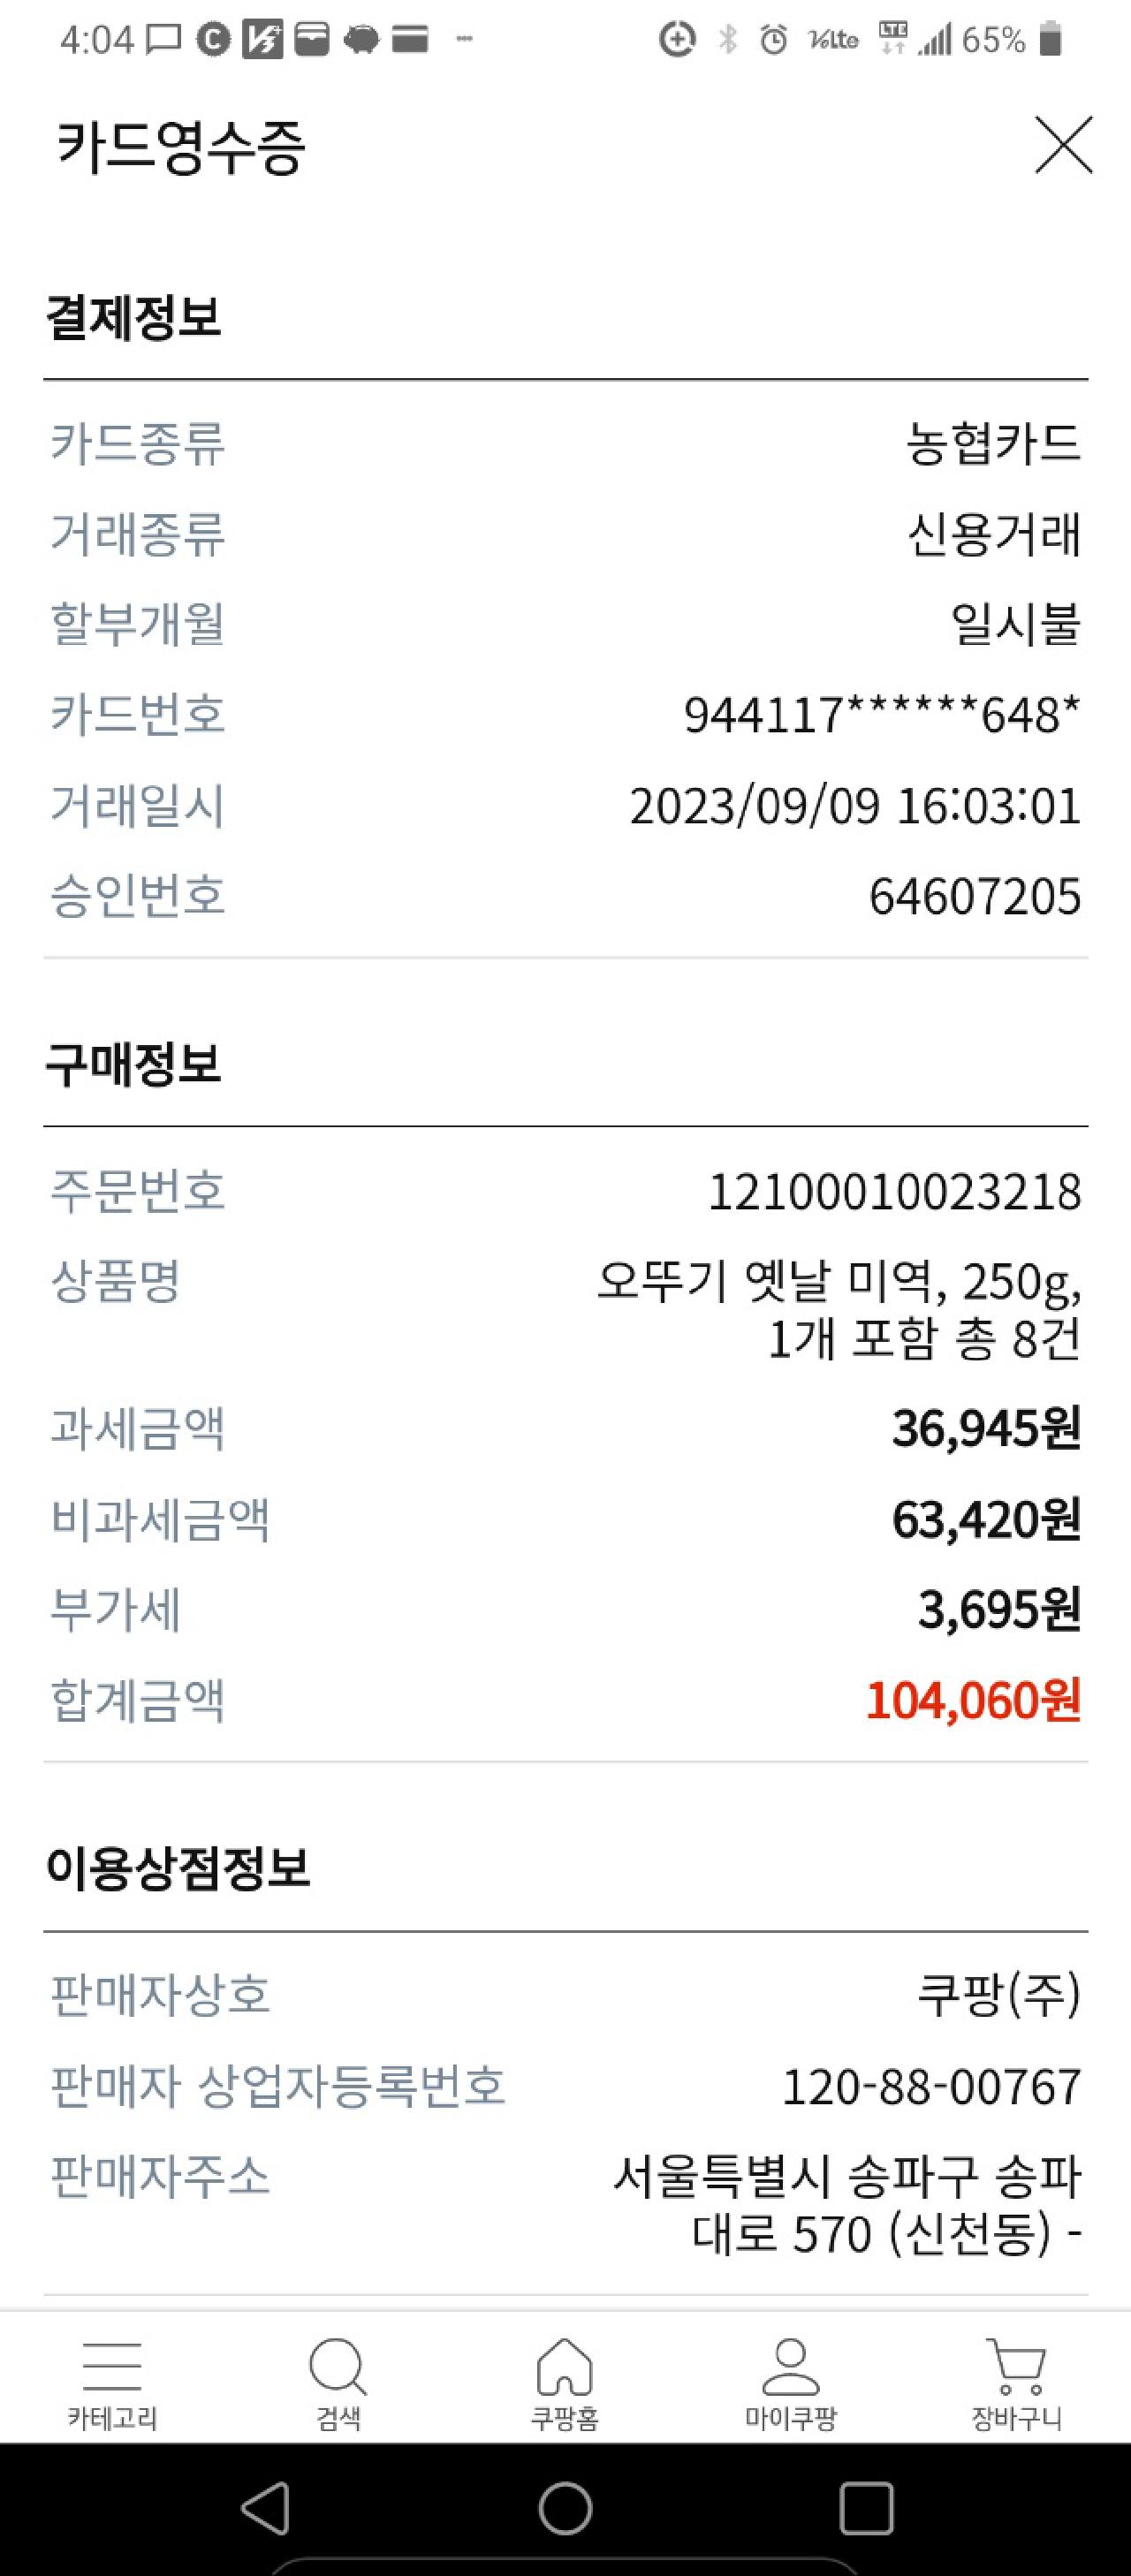 4:04 65%
카드영수증
결제정보
카드종류 농협카드
거래종류 신용거래
할부개월 일시불
카드번호 944117******648*
거래일시 2023/09/09 16:03:01
승인번호 64607205
구매정보
주문번호 12100010023218
상품명 오뚜기 옛날 미역, 250g,
1개 포함 총 8건
과세금액 36,945원
비과세금액 63,420원
부가세 3,695원
합계금액 104,060원
이용상점정보
판매자상호 쿠팡(주)
판매자 상업자등록번호 120-88-00767
판매자주소 서울특별시 송파구 송파
대로 570 (신천동) -
카테고리 검색 쿠팡홈 마이쿠팡 장바구니